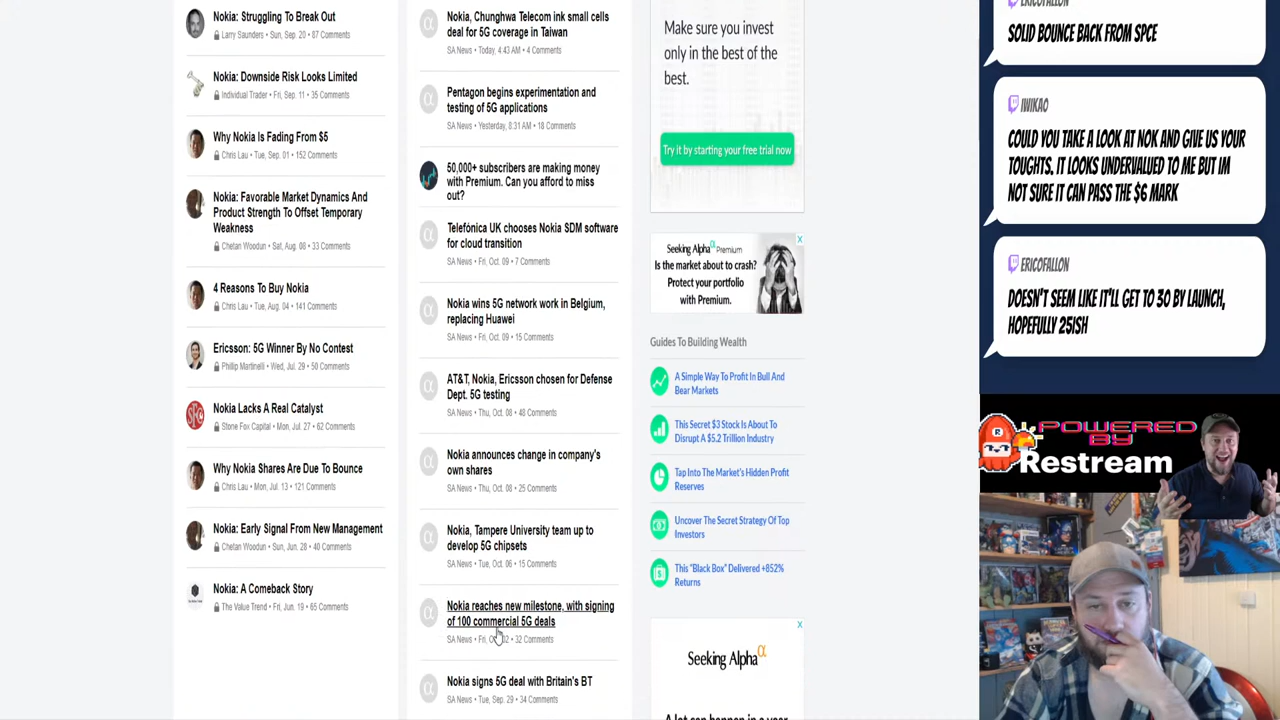 Nokia: Struggling To Break Out
Larry Saunders • Sun, Sep. 20 • 87 Comments
Nokia: Downside Risk Looks Limited
Individual Trader • Fri, Sep. 11 • 35 Comments
Why Nokia Is Fading From $5
Chris Lau • Tue, Sep. 01 • 152 Comments
Nokia: Favorable Market Dynamics And
Product Strength To Offset Temporary
Weakness
Chetan Woodun • Sat, Aug. 08 • 33 Comments
4 Reasons To Buy Nokia
Chris Lau • Tue, Aug. 04 • 141 Comments
Ericsson: 5G Winner By No Contest
Phillip Martinelli • Wed, Jul. 29 • 50 Comments
Nokia Lacks A Real Catalyst
Stone Fox Capital • Mon, Jul. 27 • 62 Comments
Why Nokia Shares Are Due To Bounce
Chris Lau • Mon, Jul. 13 • 121 Comments
Nokia: Early Signal From New Management
Chetan Woodun • Sun, Jun. 28 • 40 Comments
Nokia: A Comeback Story
The Value Trend • Fri, Jun. 19 • 65 Comments
Nokia, Chunghwa Telecom ink small cells
deal for 5G coverage in Taiwan
SA News • Today, 4:43 AM • 4 Comments
Pentagon begins experimentation and
testing of 5G applications
SA News • Yesterday, 8:31 AM • 18 Comments
50,000+ subscribers are making money
with Premium. Can you afford to miss
out?
Telefónica UK chooses Nokia SDM software
for cloud transition
SA News • Fri, Oct. 09 • 7 Comments
Nokia wins 5G network work in Belgium,
replacing Huawei
SA News • Fri, Oct. 09 • 15 Comments
AT&T, Nokia, Ericsson chosen for Defense
Dept. 5G testing
SA News • Thu, Oct. 08 • 48 Comments
Nokia announces change in company's
own shares
SA News • Thu, Oct. 08 • 25 Comments
Nokia, Tampere University team up to
develop 5G chipsets
SA News • Tue, Oct. 06 • 15 Comments
Nokia reaches new milestone, with signing
of 100 commercial 5G deals
SA News • Fri, 02 • 32 Comments
Nokia signs 5G deal with Britain's BT
SA News • Tue, Sep. 29 • 34 Comments
Make sure you invest
only in the best of the
best.
Try it by starting your free trial now
Seeking Alpha α Premium
Is the market about to crash?
Protect your portfolio
with Premium.
Guides To Building Wealth
A Simple Way To Profit In Bull And
Bear Markets
This Secret $3 Stock Is About To
Disrupt A $5.2 Trillion Industry
Tap Into The Market's Hidden Profit
Reserves
Uncover The Secret Strategy Of Top
Investors
This "Black Box" Delivered +852%
Returns
Seeking Alpha α
A lot can happen in a year
ERICOFALLON
SOLID BOUNCE BACK FROM SPCE
IWIKAO
COULD YOU TAKE A LOOK AT NOK AND GIVE US YOUR
TOUGHTS, IT LOOKS UNDERVALUED TO ME BUT IM
NOT SURE IT CAN PASS THE $6 MARK
ERICOFALLON
DOESN'T SEEM LIKE IT'LL GET TO 30 BY LAUNCH,
HOPEFULLY 25ISH
POWERED
BY
Restream